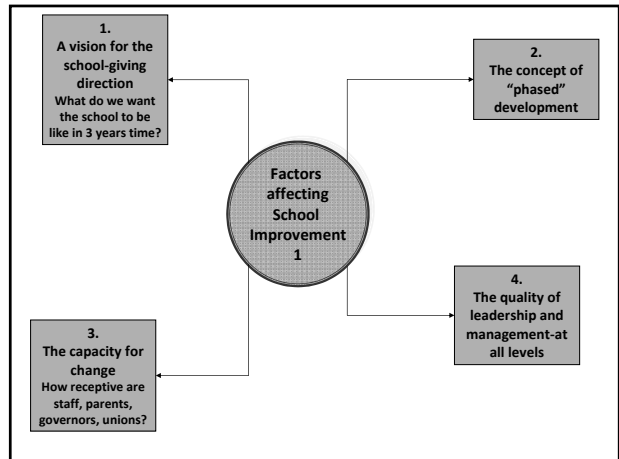 1.
A vision for the
school-giving
direction
What do we want
the school to be
like in 3 years time?
2.
The concept of
“phased”
development
Factors
affecting
School
Improvement
1
3.
The capacity for
change
How receptive are
staff, parents,
governors, unions?
4.
The quality of
leadership and
management-at
all levels